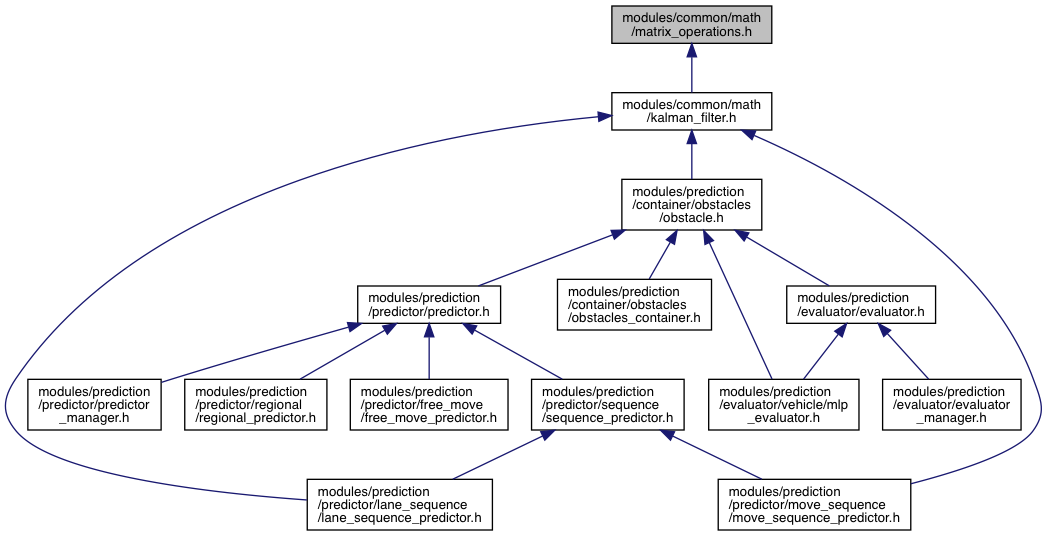 modules/common/math
/matrix_operations.h
modules/common/math
/kalman_filter.h
modules/prediction
/container/obstacles
/obstacle.h
modules/prediction
/predictor/predictor.h
modules/prediction
/container/obstacles
/obstacles_container.h
modules/prediction
/evaluator/evaluator.h
modules/prediction
/predictor/predictor
_manager.h
modules/prediction
/predictor/regional
/regional_predictor.h
modules/prediction
/predictor/free_move
/free_move_predictor.h
modules/prediction
/predictor/sequence
/sequence_predictor.h
modules/prediction
/evaluator/vehicle/mlp
_evaluator.h
modules/prediction
/evaluator/evaluator
_manager.h
modules/prediction
/predictor/lane_sequence
/lane_sequence_predictor.h
modules/prediction
/predictor/move_sequence
/move_sequence_predictor.h